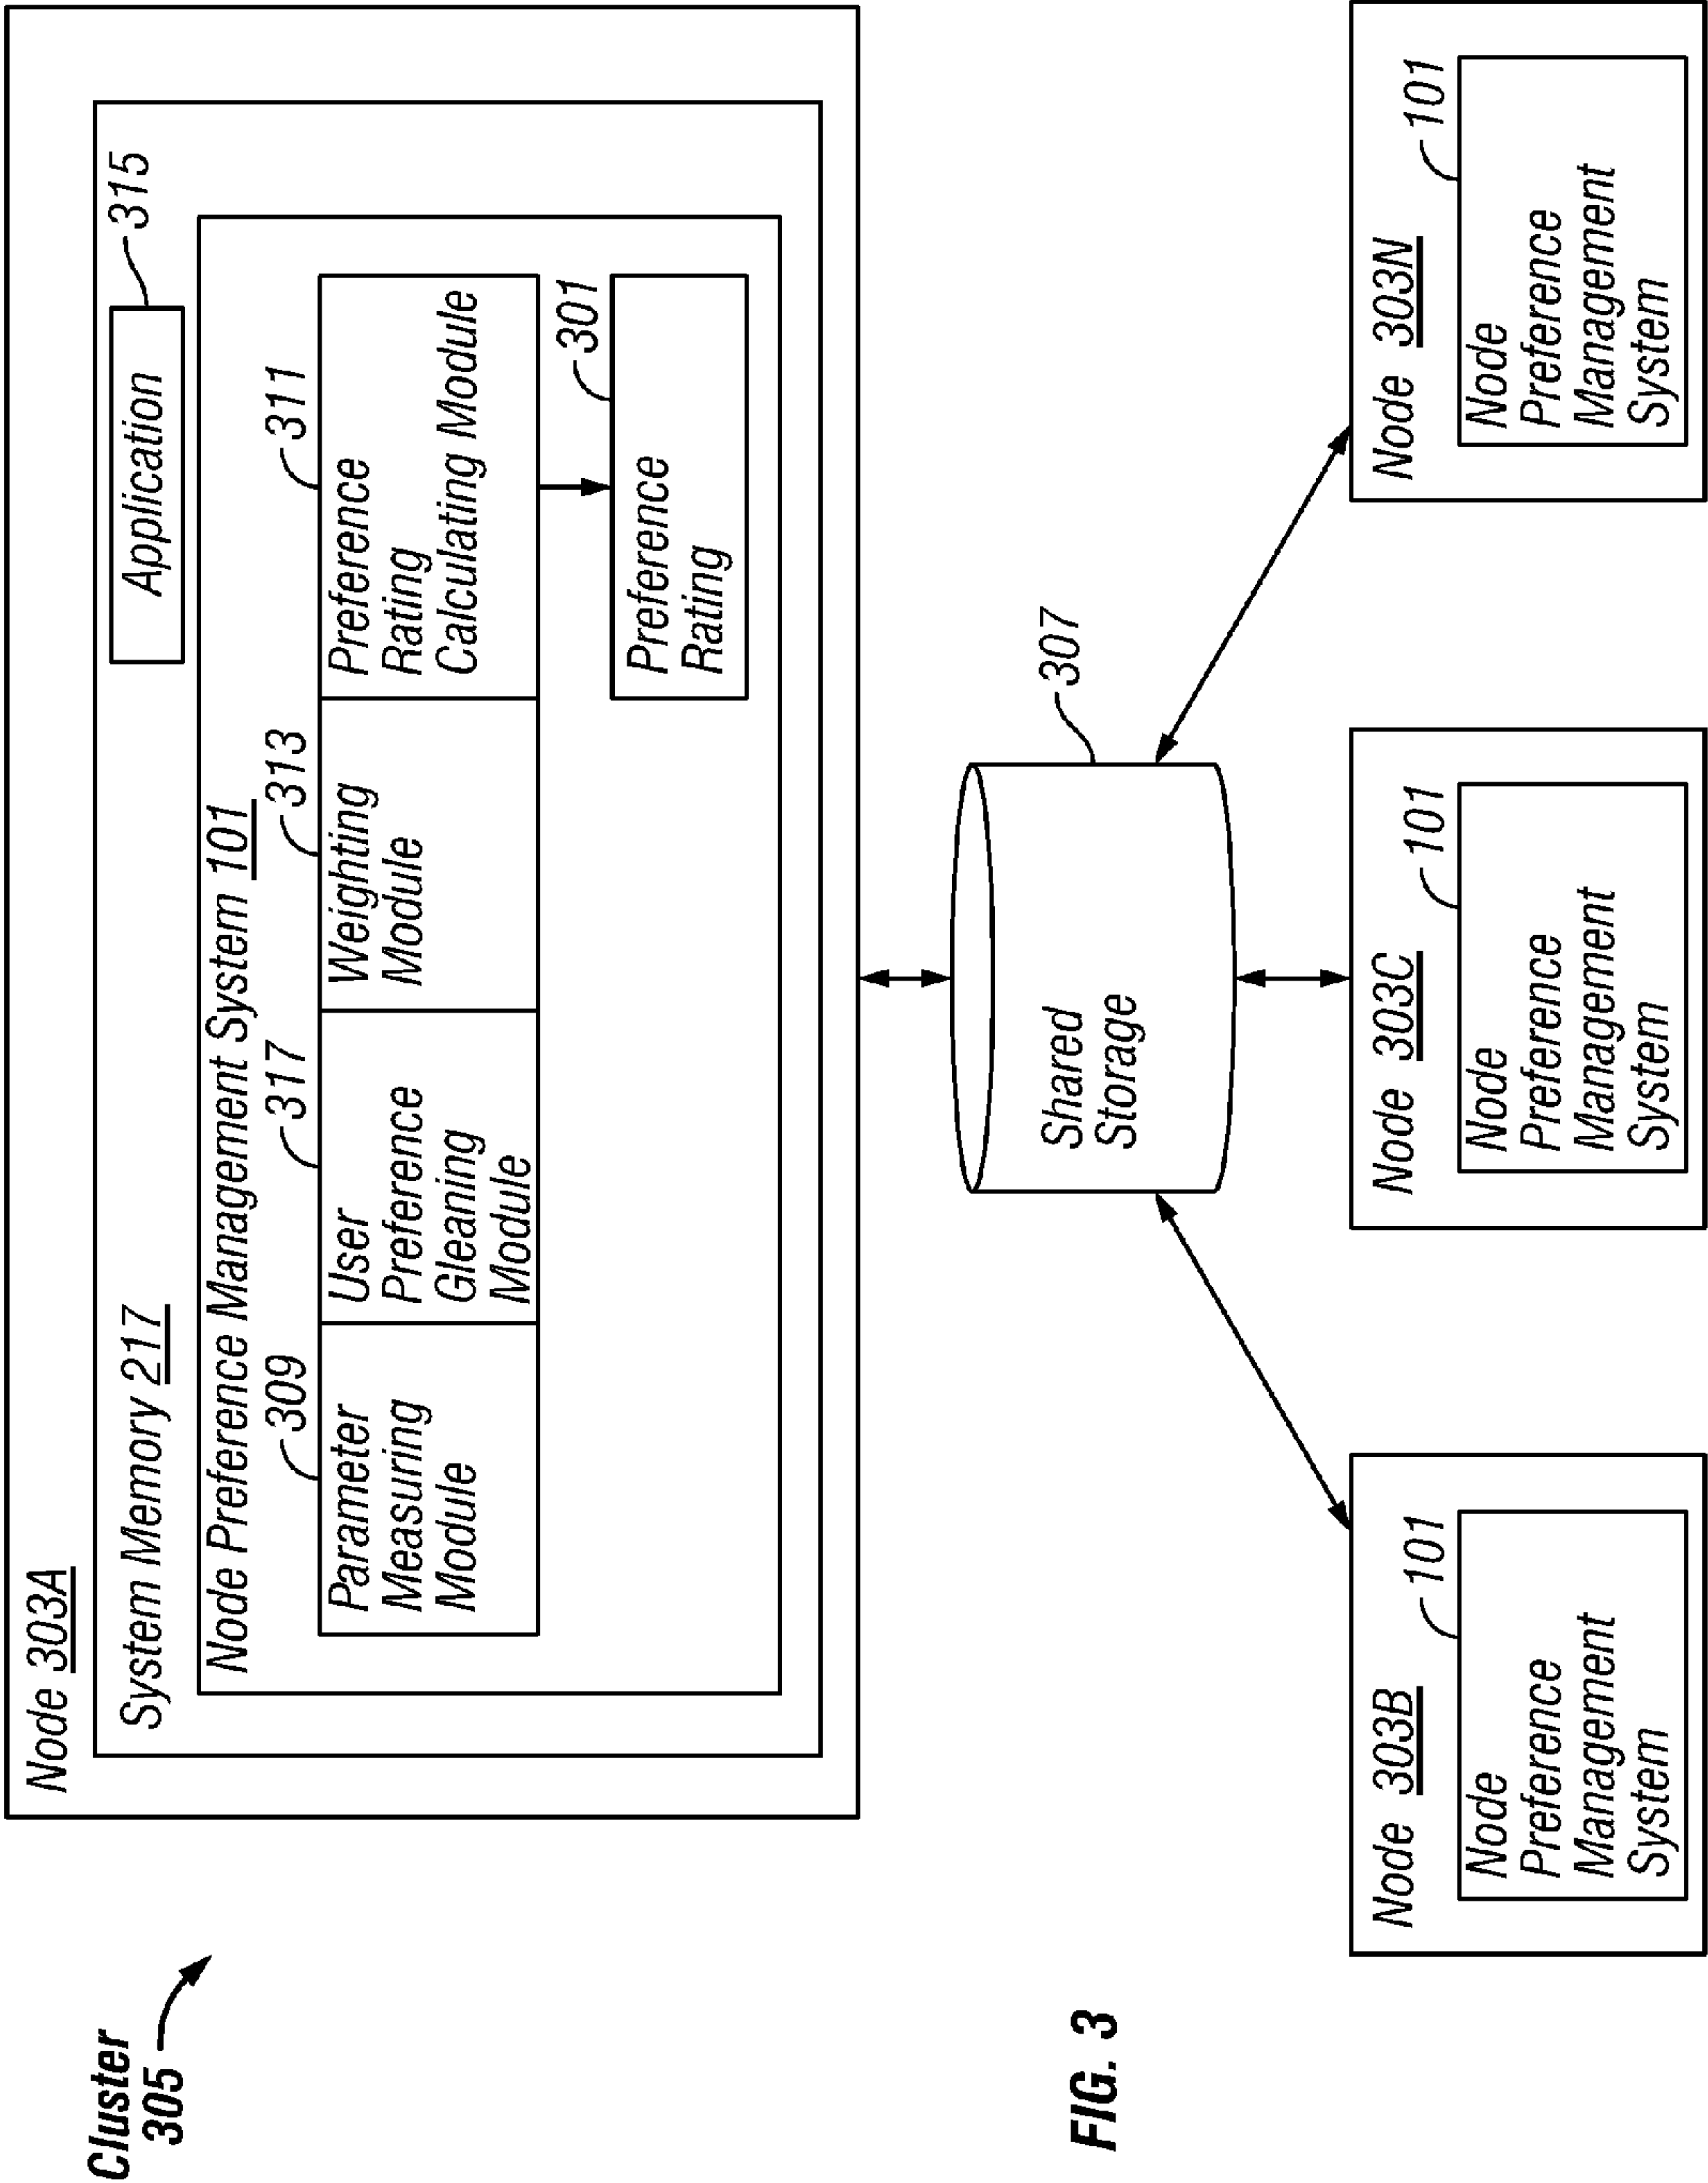 Cluster
305
Node 303A
System Memory 217
Application
315
Node Preference Management System 101
309
317
313
311
Parameter
Measuring
Module
User
Preference
Gleaning
Module
Weighting
Module
Preference
Rating
Calculating Module
301
Preference
Rating
Shared
Storage
307
FIG. 3
Node 303B
101
Node
Preference
Management
System
Node 303C
101
Node
Preference
Management
System
Node 303N
101
Node
Preference
Management
System